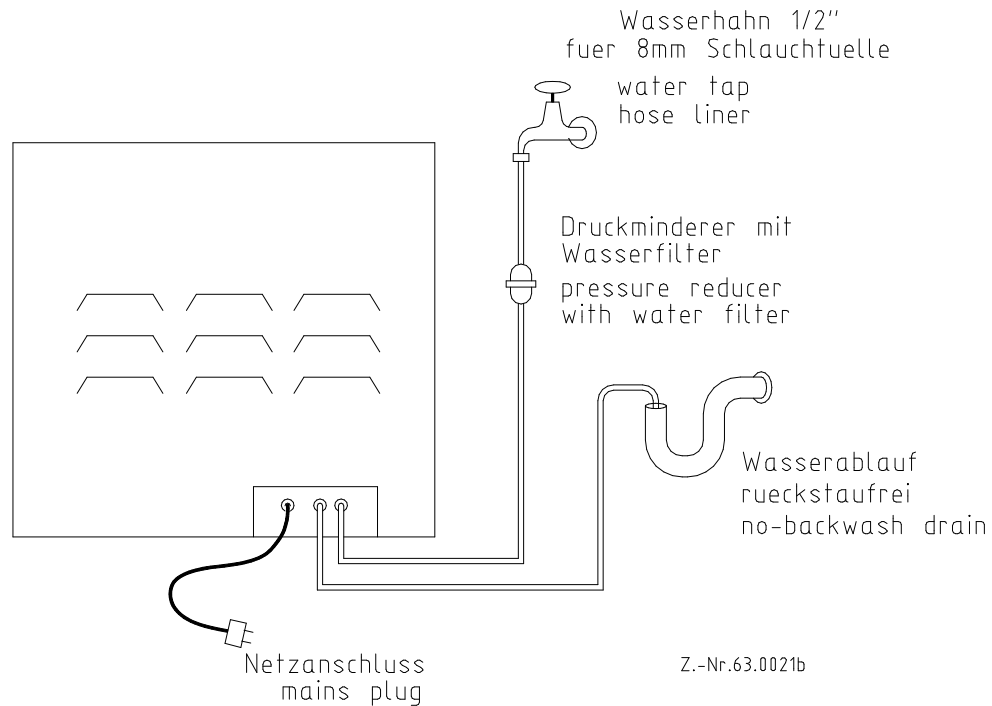 Wasserhahn 1/2"
fuer 8mm Schlauchtuelle
water tap
hose liner
Druckminderer mit
Wasserfilter
pressure reducer
with water filter
Wasserablauf
rueckstaufrei
no-backwash drain
Netzanschluss
mains plug
Z.-Nr.63.0021b